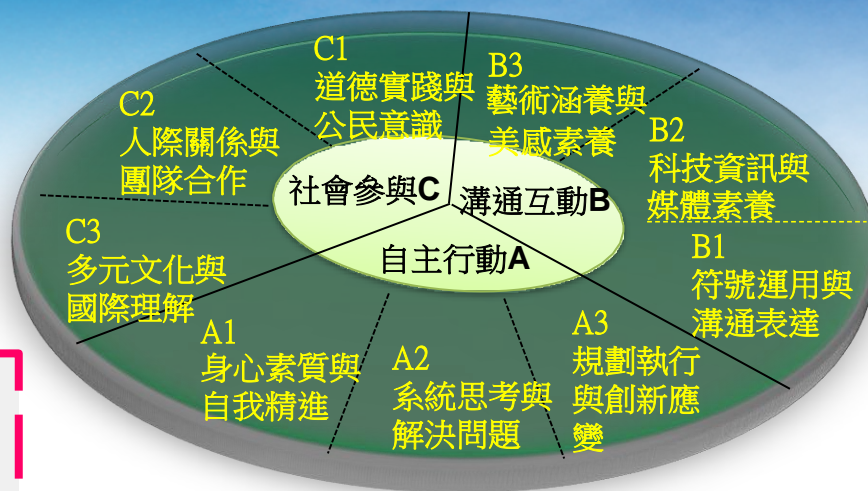 C1
道德實踐與
公民意識
B3
藝術涵養與
美感素養
C2
人際關係與
團隊合作
B2
科技資訊與
媒體素養
社會參與C
溝通互動B
自主行動A
C3
多元文化與
國際理解
B1
符號運用與
溝通表達
A1
身心素質與
自我精進
A2
系統思考與
解決問題
A3
規劃執行
與創新應
變